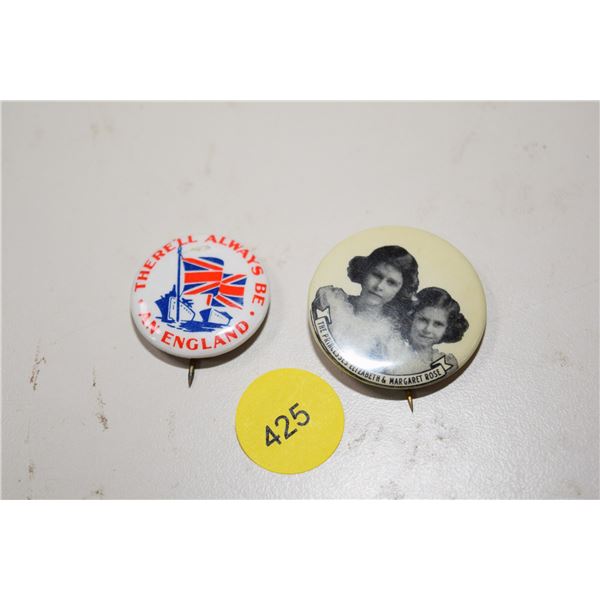 THERE'LL ALWAYS BE
• AN ENGLAND •
THE PRINCESSES ELIZABETH & MARGARET ROSE
425